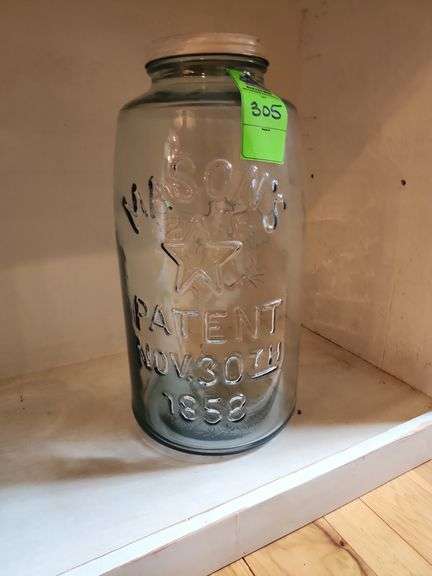 305
MASON'S
PATENT
NOV. 30TH
1858